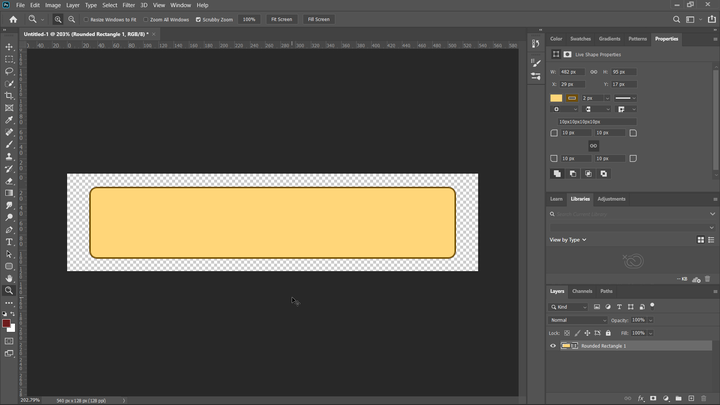 File Edit Image Layer Type Select Filter 3D View Window Help
Resize Windows to Fit Zoom All Windows Scrubby Zoom 100% Fit Screen Fill Screen
Untitled-1 @ 203% (Rounded Rectangle 1, RGB/8) *
Color Swatches Gradients Patterns Properties
Live Shape Properties
W: 482 px H: 95 px
X: 29 px Y: 17 px
2 px
10px10px10px10px
10 px 10 px
10 px 10 px
Learn Libraries Adjustments
View by Type
-- KB
Layers Channels Paths
Kind
Normal Opacity: 100%
Lock: Fill: 100%
Rounded Rectangle 1
202.79% 540 px x 128 px (128 ppi)